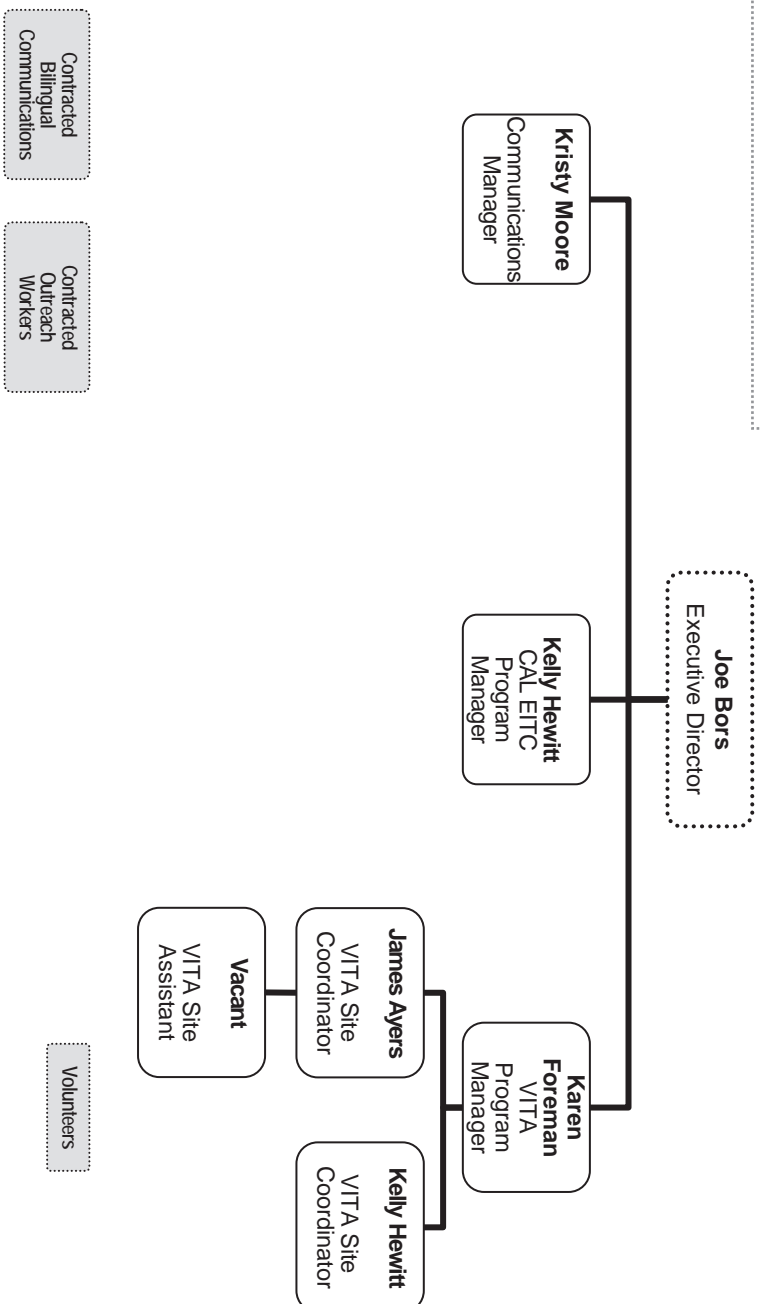 Joe Bors
Executive Director
Kristy Moore
Communications
Manager
Kelly Hewitt
CAL EITC
Program
Manager
Karen
Foreman
VITA
Program
Manager
James Ayers
VITA Site
Coordinator
Kelly Hewitt
VITA Site
Coordinator
Vacant
VITA Site
Assistant
Contracted
Bilingual
Communications
Contracted
Outreach
Workers
Volunteers